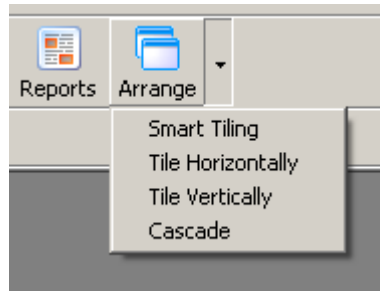 Reports Arrange
Smart Tiling
Tile Horizontally
Tile Vertically
Cascade